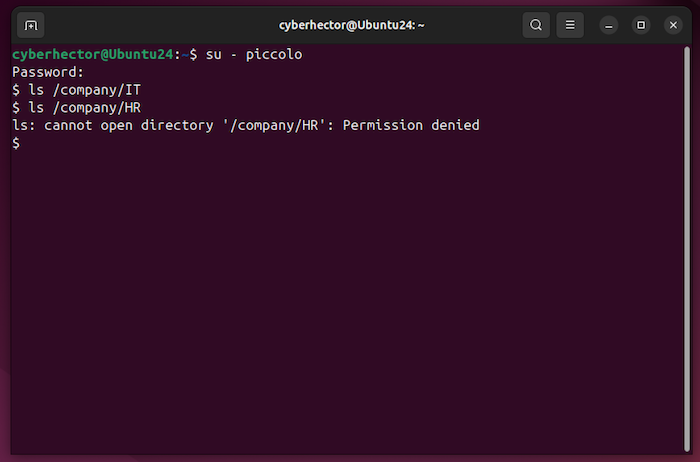 cyberhector@Ubuntu24: ~
cyberhector@Ubuntu24:~$ su - piccolo
Password:
$ ls /company/IT
$ ls /company/HR
ls: cannot open directory '/company/HR': Permission denied
$